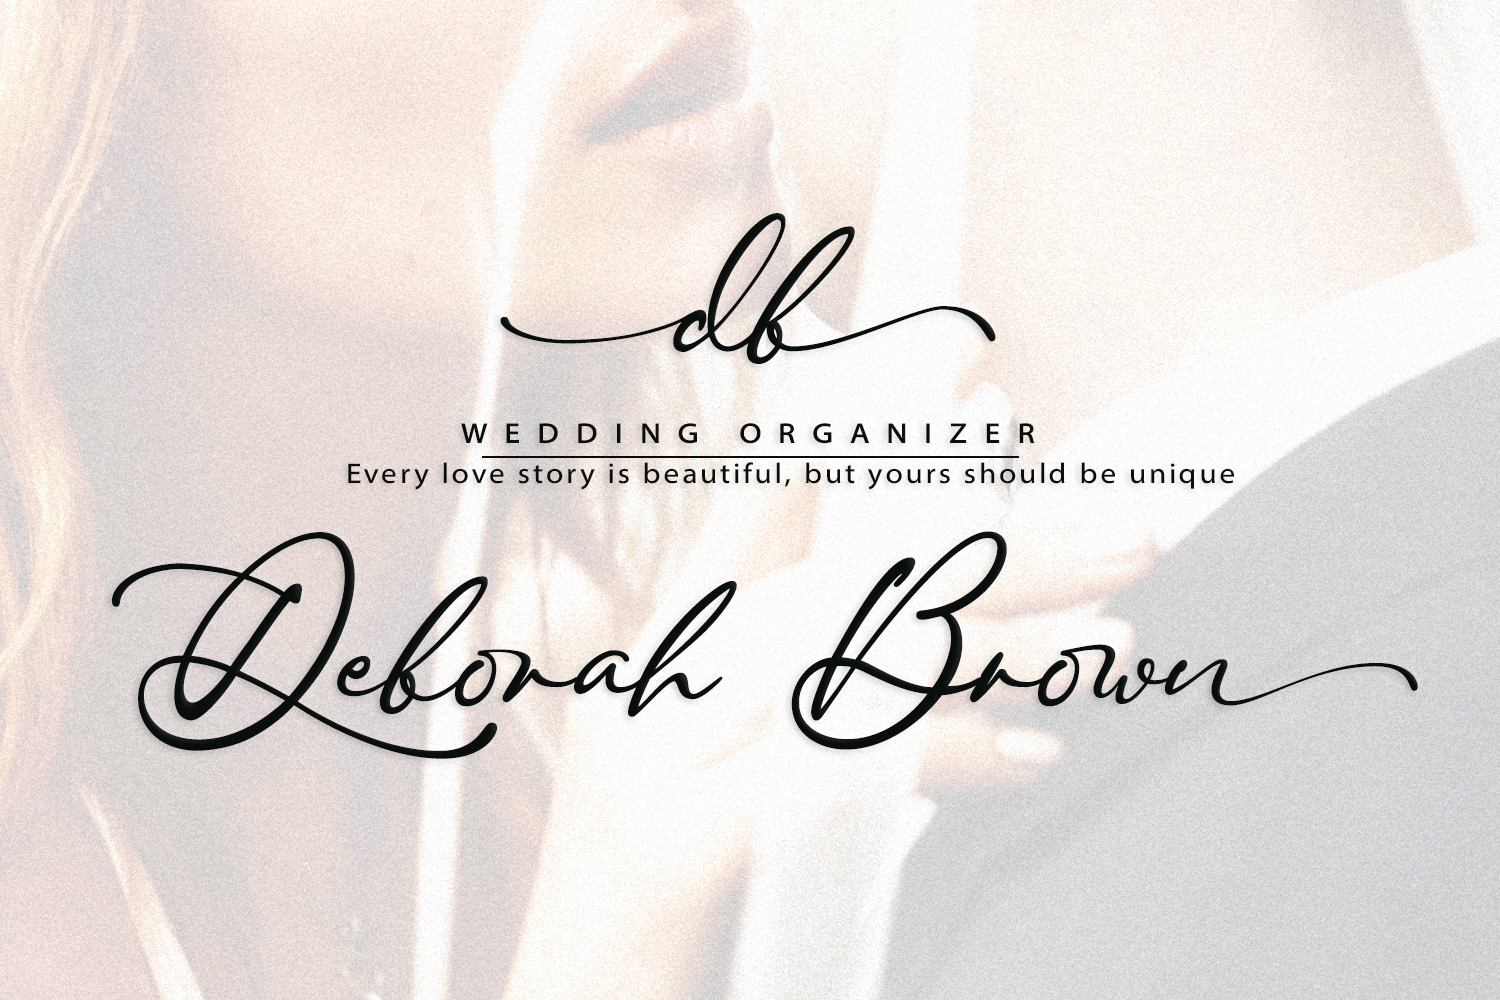 db
WEDDING ORGANIZER
Every love story is beautiful, but yours should be unique
Deborah Brown